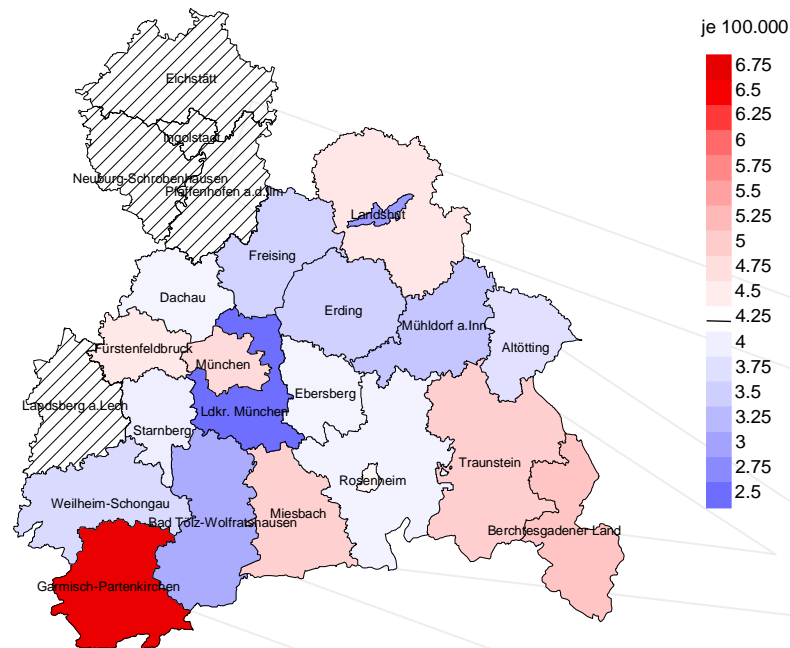 je 100.000
6.75
6.5
6.25
6
5.75
5.5
5.25
5
4.75
4.5
4.25
4
3.75
3.5
3.25
3
2.75
2.5
Eichstätt
Ingolstadt
Neuburg-Schrobenhausen
Pfaffenhofen a.d.Ilm
Landshut
Freising
Dachau
Erding
Mühldorf a.Inn
Altötting
Fürstenfeldbruck
München
Ebersberg
Landsberg a.Lech
Ldkr. München
Starnberg
Traunstein
Rosenheim
Weilheim-Schongau
Miesbach
Bad Tölz-Wolfratshausen
Berchtesgadener Land
Garmisch-Partenkirchen